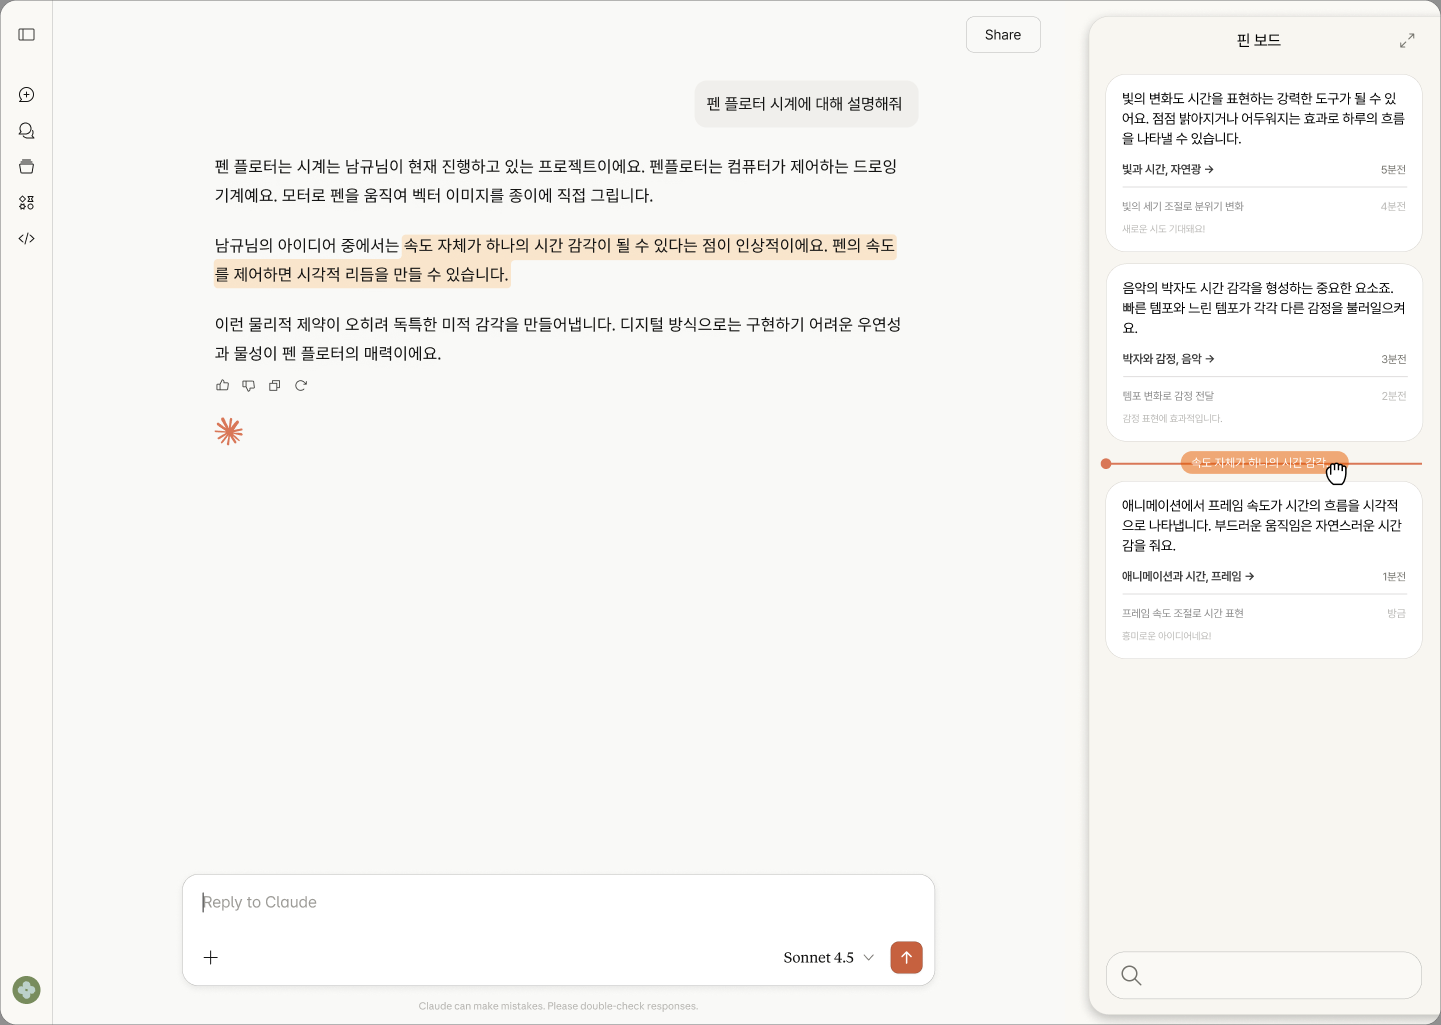 Share
펜 플로터 시계에 대해 설명해줘
펜 플로터는 시계는 남규님이 현재 진행하고 있는 프로젝트이에요. 펜플로터는 컴퓨터가 제어하는 드로잉
기계예요. 모터로 펜을 움직여 벡터 이미지를 종이에 직접 그립니다.
남규님의 아이디어 중에서는 속도 자체가 하나의 시간 감각이 될 수 있다는 점이 인상적이에요. 펜의 속도
를 제어하면 시각적 리듬을 만들 수 있습니다.
이런 물리적 제약이 오히려 독특한 미적 감각을 만들어냅니다. 디지털 방식으로는 구현하기 어려운 우연성
과 물성이 펜 플로터의 매력이에요.
Reply to Claude
Sonnet 4.5
Claude can make mistakes. Please double-check responses.
핀 보드
빛의 변화도 시간을 표현하는 강력한 도구가 될 수 있
어요. 점점 밝아지거나 어두워지는 효과로 하루의 흐름
을 나타낼 수 있습니다.
빛과 시간, 자연광 → 5분전
빛의 세기 조절로 분위기 변화 4분전
새로운 시도 기대돼요!
음악의 박자도 시간 감각을 형성하는 중요한 요소죠.
빠른 템포와 느린 템포가 각각 다른 감정을 불러일으켜
요.
박자와 감정, 음악 → 3분전
템포 변화로 감정 전달 2분전
감정 표현에 효과적입니다.
속도 자체가 하나의 시간 감각
애니메이션에서 프레임 속도가 시간의 흐름을 시각적
으로 나타냅니다. 부드러운 움직임은 자연스러운 시간
감을 줘요.
애니메이션과 시간, 프레임 → 1분전
프레임 속도 조절로 시간 표현 방금
흥미로운 아이디어네요!